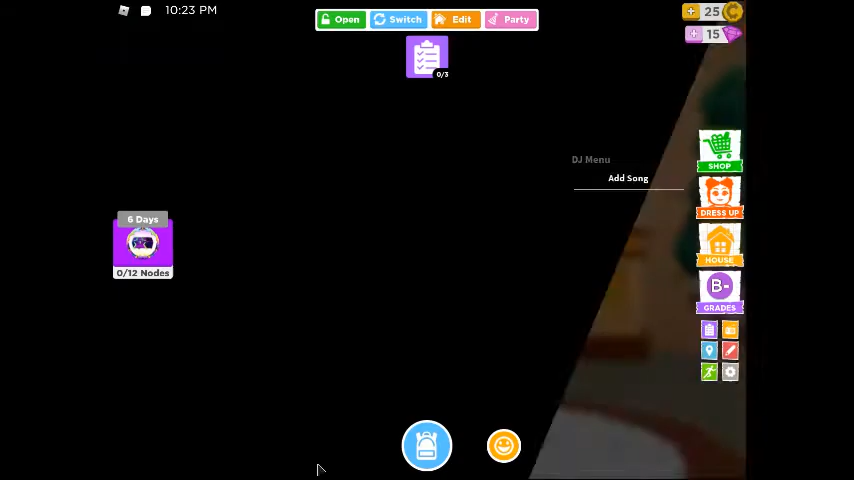 10:23 PM
Open Switch Edit Party
25
15
0/3
DJ Menu
Add Song
SHOP
DRESS UP
HOUSE
B-
GRADES
6 Days
0/12 Nodes